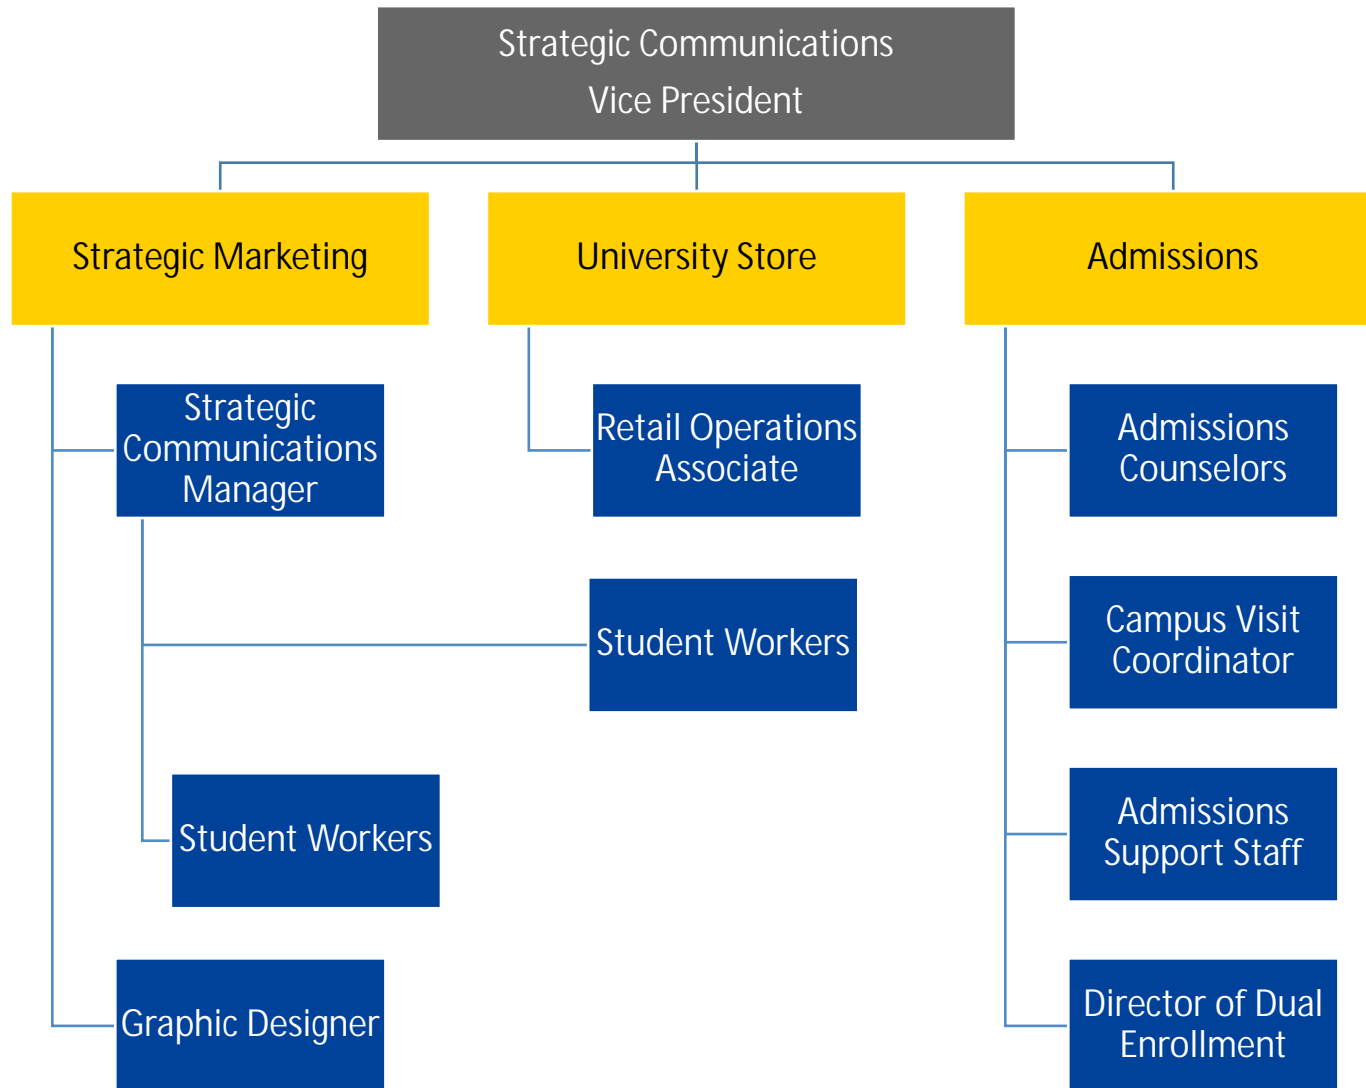 Strategic Communications
Vice President
Strategic Marketing
University Store
Admissions
Strategic
Communications
Manager
Retail Operations
Associate
Admissions
Counselors
Student Workers
Campus Visit
Coordinator
Student Workers
Admissions
Support Staff
Graphic Designer
Director of Dual
Enrollment